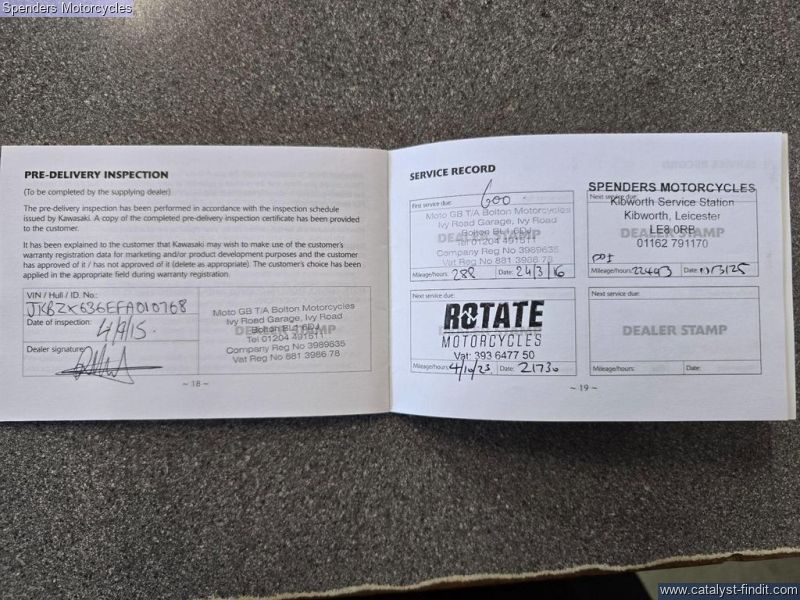 Spenders Motorcycles
PRE-DELIVERY INSPECTION
(To be completed by the supplying dealer)
The pre-delivery inspection has been performed in accordance with the inspection schedule
issued by Kawasaki. A copy of the completed pre-delivery inspection certificate has been provided
to the customer.
It has been explained to the customer that Kawasaki may wish to make use of the customer's
warranty registration data for marketing and/or product development purposes and the customer
has approved of it / has not approved of it (delete as appropriate). The customer's choice has been
applied in the appropriate field during warranty registration.
VIN / Hull / ID. No.:
JKBZX636EFA010768
Date of inspection: 4/9/15.
Dealer signature:
DEALER STAMP
Moto GB T/A Bolton Motorcycles
Ivy Road Garage, Ivy Road
Bolton BL1 6DJ
Tel 01204 491511
Company Reg No 3989635
Vat Reg No 881 3986 78
~ 18 ~
SERVICE RECORD
First service due: 600
DEALER STAMP
Moto GB T/A Bolton Motorcycles
Ivy Road Garage, Ivy Road
Bolton BL1 6DJ
Tel 01204 491511
Company Reg No 3989635
Vat Reg No 881 3986 78
Mileage/hours: 288 Date: 24/3/16
Next service due:
DEALER STAMP
SPENDERS MOTORCYCLES
Kibworth Service Station
Kibworth, Leicester
LE8 0RB
01162 791170
Mileage/hours: 22443 Date: /3/25
Next service due:
ROTATE
MOTORCYCLES
Vat: 393 6477 50
Mileage/hours: 4/10/23 Date: 21736
Next service due:
DEALER STAMP
Mileage/hours: Date:
~ 19 ~
www.catalyst-findit.com